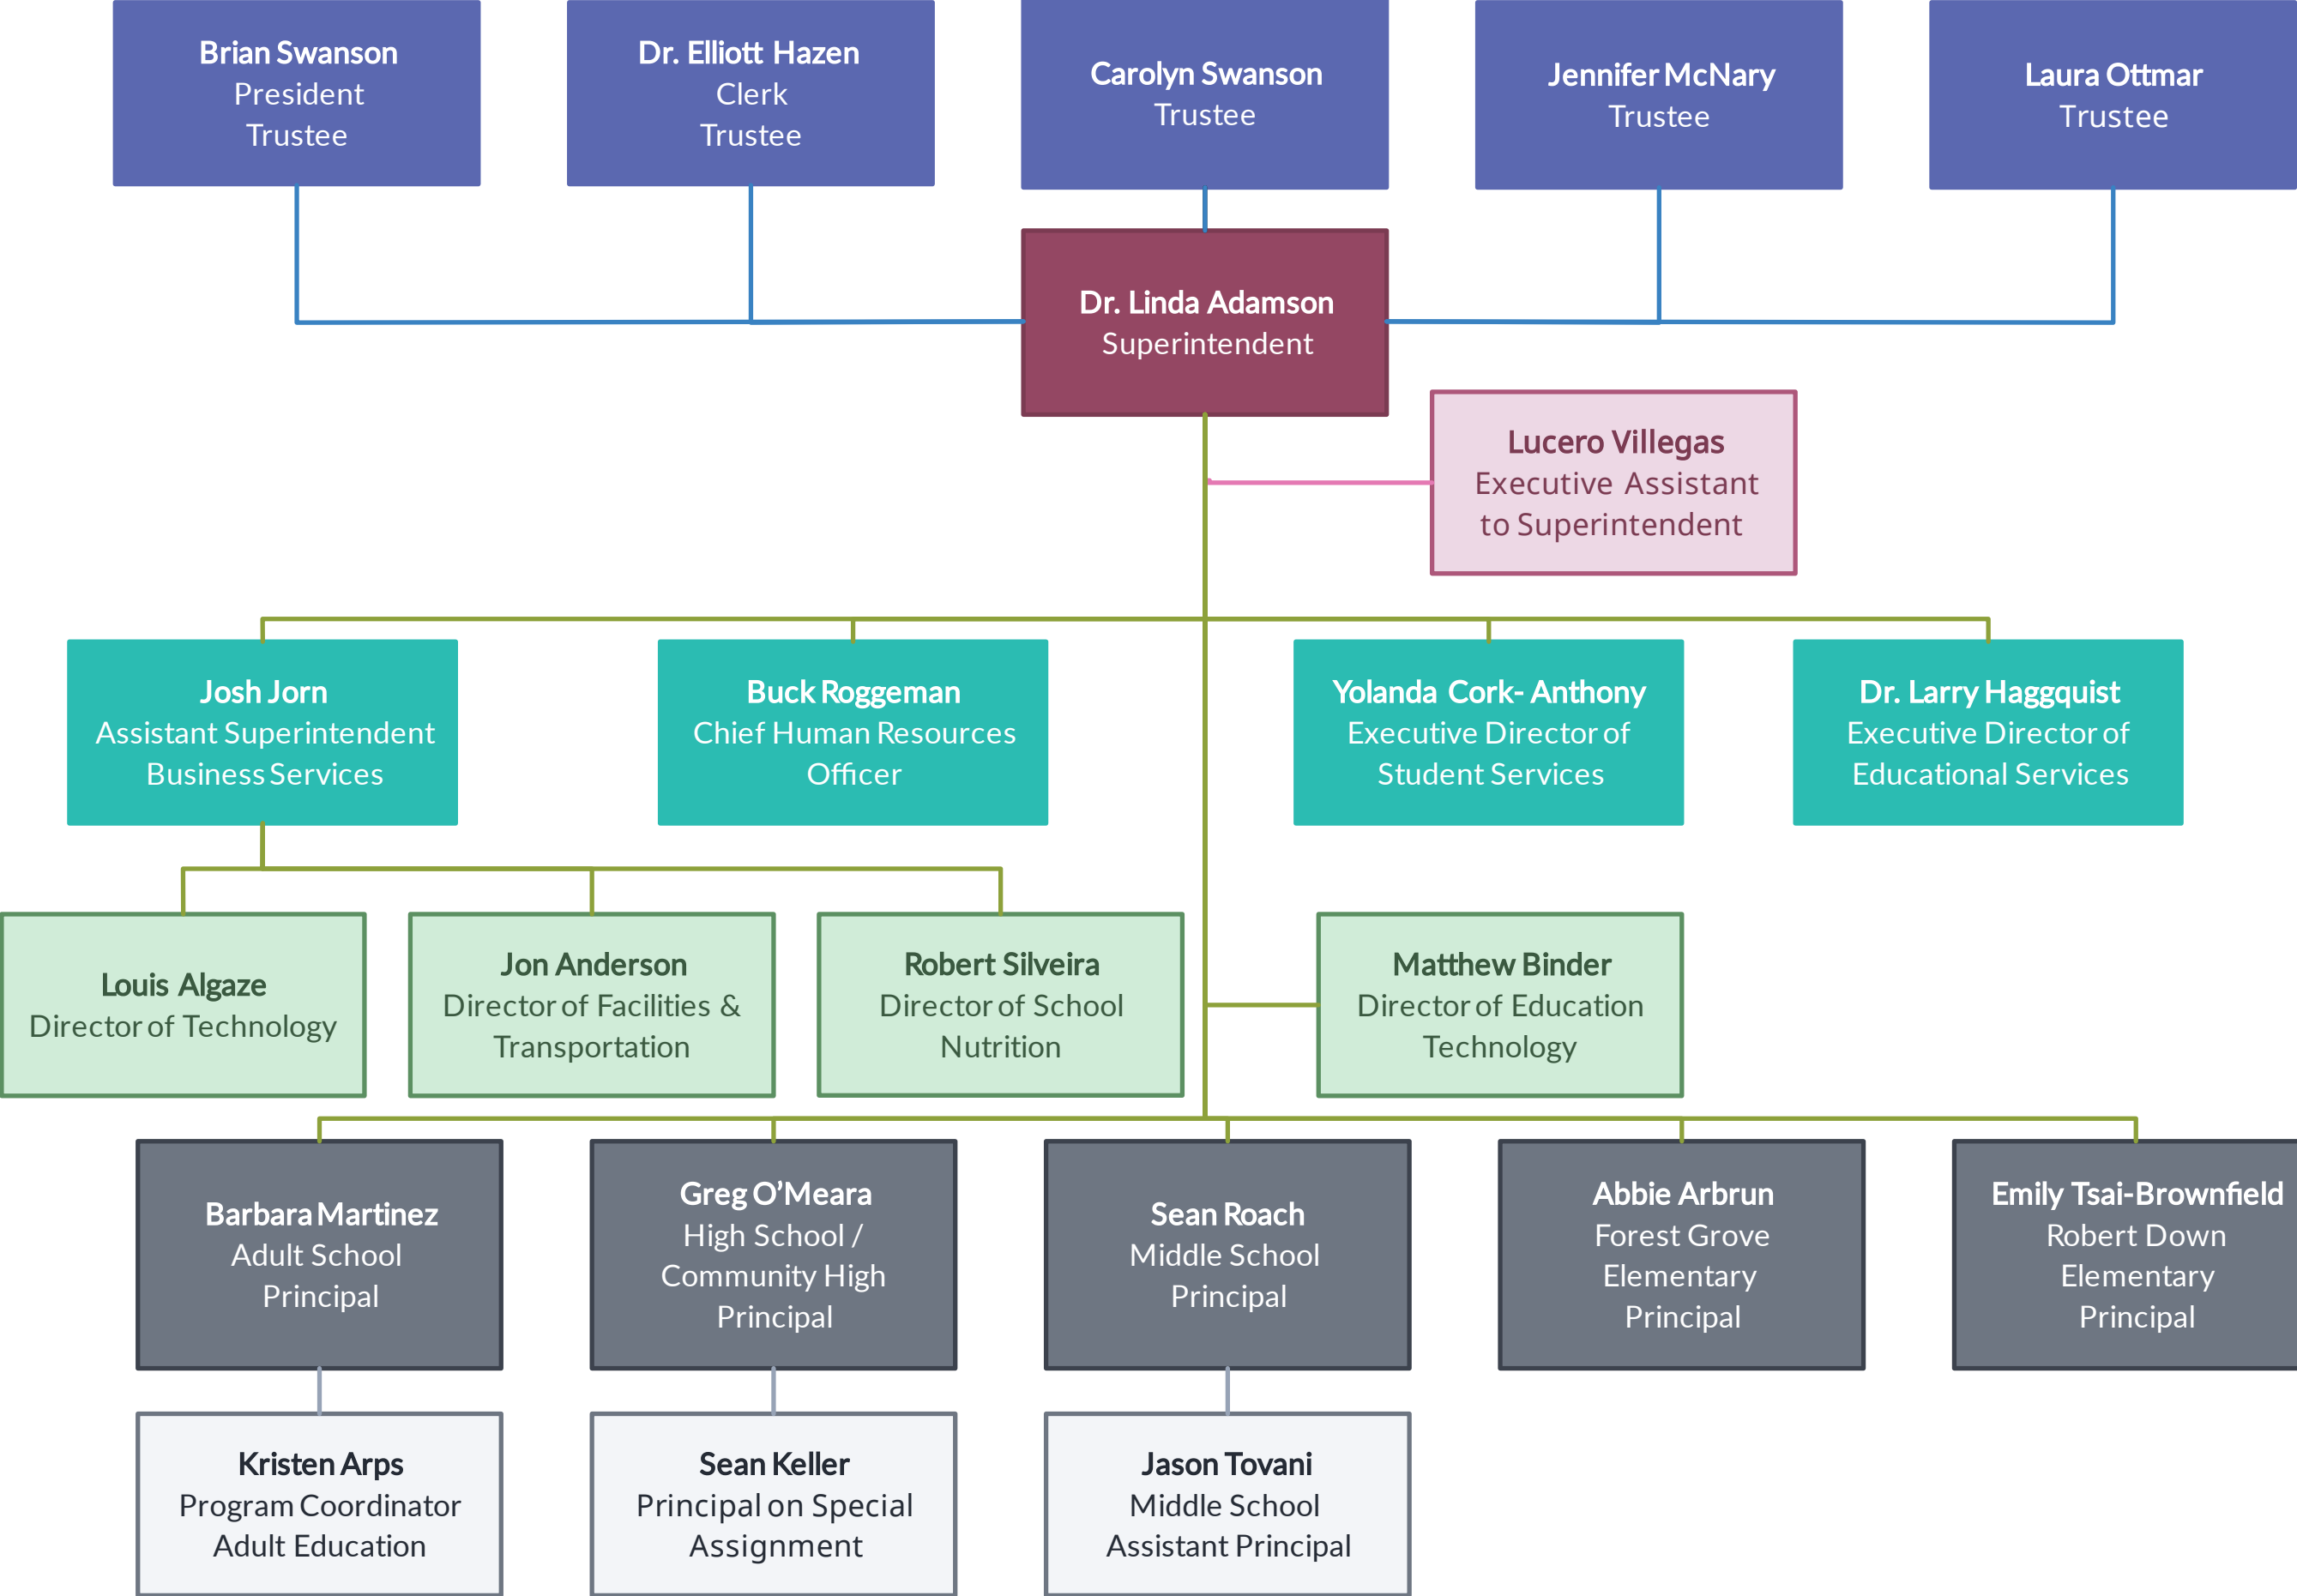 Brian Swanson
President
Trustee
Dr. Elliott Hazen
Clerk
Trustee
Carolyn Swanson
Trustee
Jennifer McNary
Trustee
Laura Ottmar
Trustee
Dr. Linda Adamson
Superintendent
Lucero Villegas
Executive Assistant
to Superintendent
Josh Jorn
Assistant Superintendent
Business Services
Buck Roggeman
Chief Human Resources
Officer
Yolanda Cork- Anthony
Executive Director of
Student Services
Dr. Larry Haggquist
Executive Director of
Educational Services
Louis Algaze
Director of Technology
Jon Anderson
Director of Facilities &
Transportation
Robert Silveira
Director of School
Nutrition
Matthew Binder
Director of Education
Technology
Barbara Martinez
Adult School
Principal
Greg O’Meara
High School /
Community High
Principal
Sean Roach
Middle School
Principal
Abbie Arbrun
Forest Grove
Elementary
Principal
Emily Tsai-Brownfield
Robert Down
Elementary
Principal
Kristen Arps
Program Coordinator
Adult Education
Sean Keller
Principal on Special
Assignment
Jason Tovani
Middle School
Assistant Principal